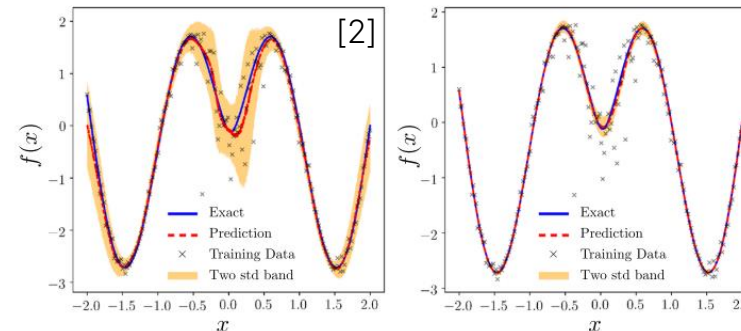 [2]
f(x)
2
1
0
−1
−2
−3
Exact
Prediction
Training Data
Two std band
−2.0 −1.5 −1.0 −0.5 0.0 0.5 1.0 1.5 2.0
x
f(x)
2
1
0
−1
−2
−3
Exact
Prediction
Training Data
Two std band
−2.0 −1.5 −1.0 −0.5 0.0 0.5 1.0 1.5 2.0
x